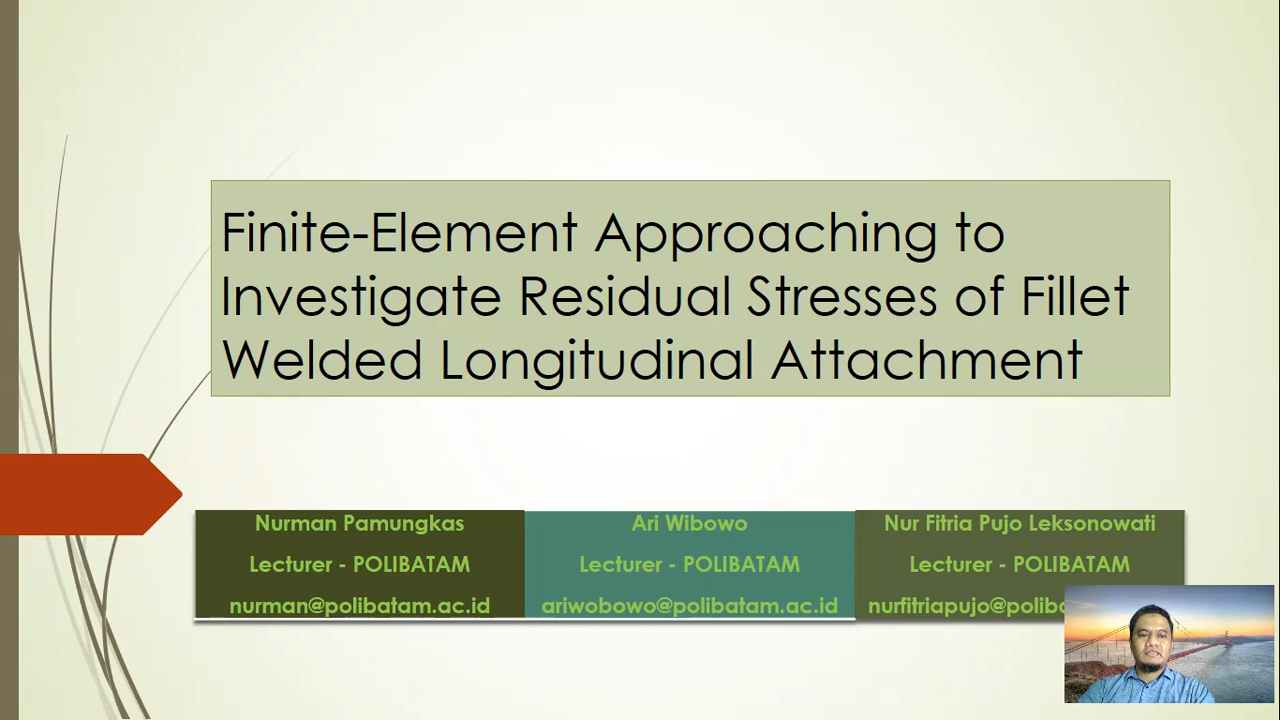 Finite-Element Approaching to
Investigate Residual Stresses of Fillet
Welded Longitudinal Attachment
Nurman Pamungkas
Lecturer - POLIBATAM
nurman@polibatam.ac.id
Ari Wibowo
Lecturer - POLIBATAM
ariwobowo@polibatam.ac.id
Nur Fitria Pujo Leksonowati
Lecturer - POLIBATAM